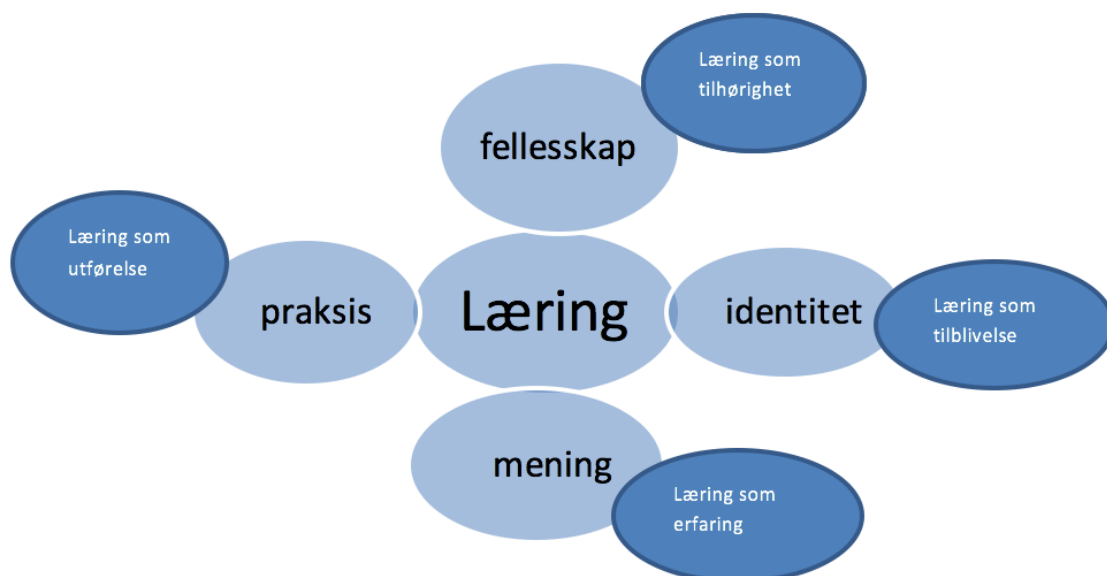 Læring som
tilhørighet
fellesskap
Læring som
utførelse
praksis
Læring
identitet
Læring som
tilblivelse
mening
Læring som
erfaring